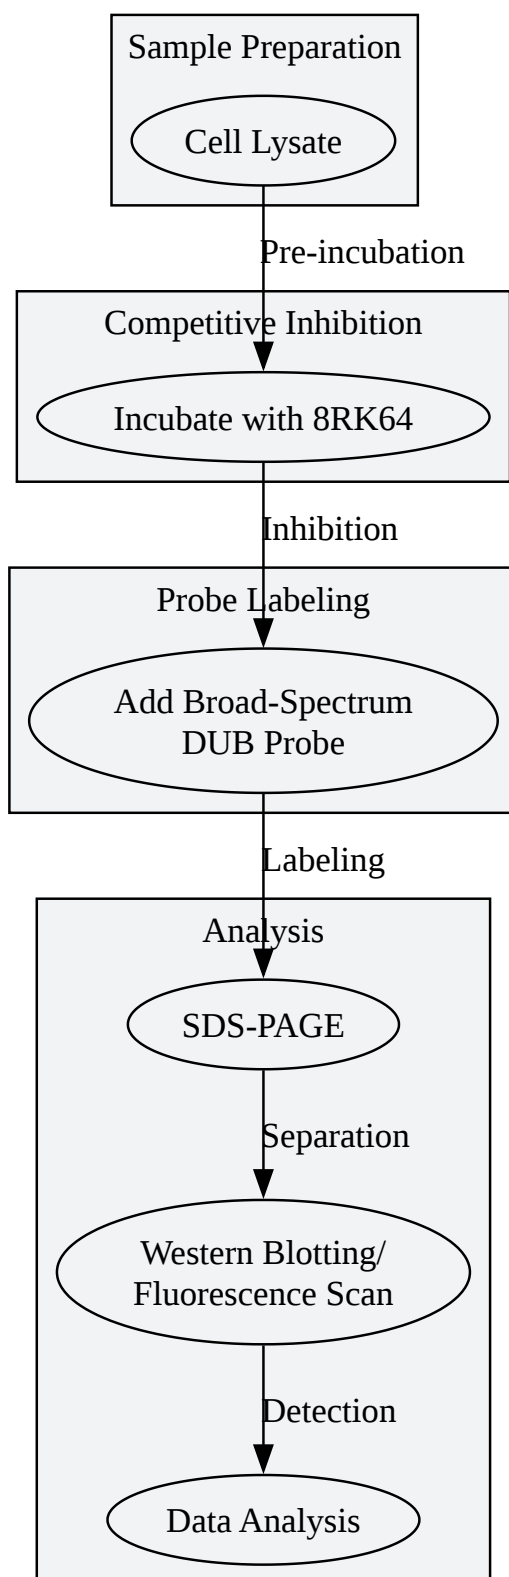 Sample Preparation
Cell Lysate
Pre-incubation
Competitive Inhibition
Incubate with 8RK64
Inhibition
Probe Labeling
Add Broad-Spectrum
DUB Probe
Labeling
Analysis
SDS-PAGE
Separation
Western Blotting/
Fluorescence Scan
Detection
Data Analysis